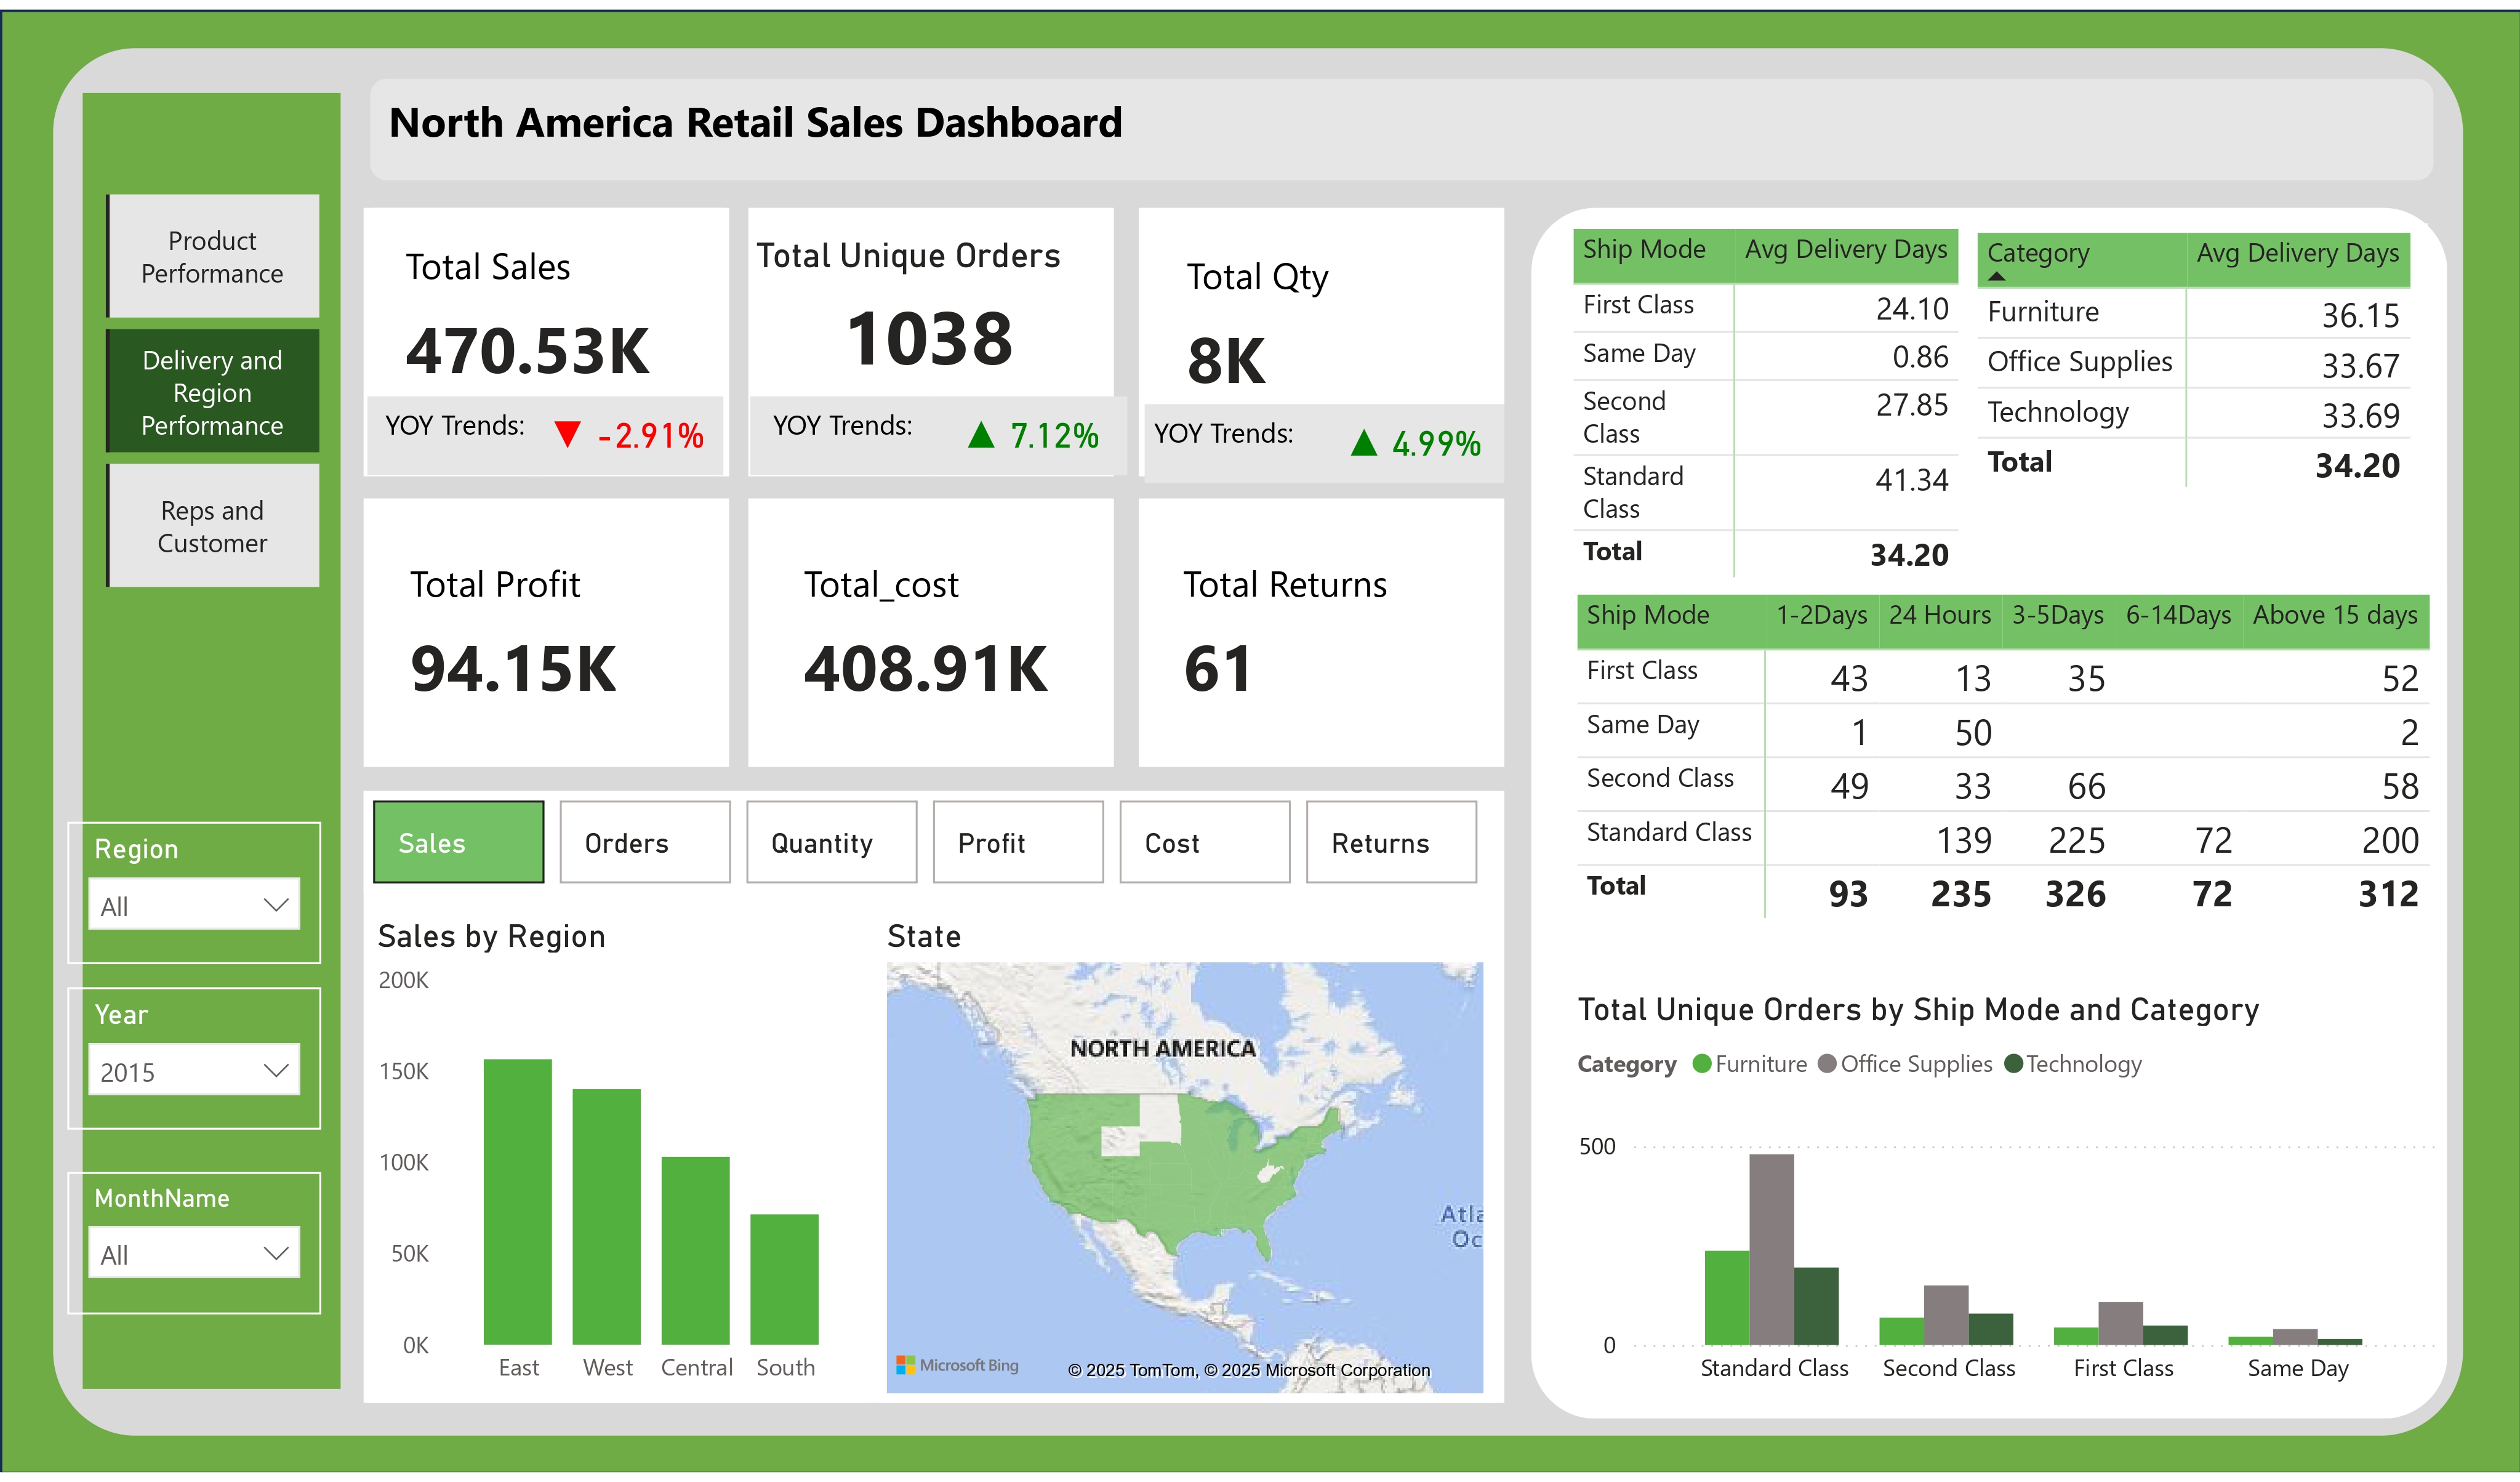 North America Retail Sales Dashboard
Product
Performance
Delivery and
Region
Performance
Reps and
Customer
Region
All
Year
2015
MonthName
All
Total Sales
470.53K
YOY Trends: -2.91%
Total Unique Orders
1038
YOY Trends: 7.12%
Total Qty
8K
YOY Trends: 4.99%
Total Profit
94.15K
Total_cost
408.91K
Total Returns
61
Sales Orders Quantity Profit Cost Returns
Sales by Region
200K
150K
100K
50K
0K
East West Central South
State
NORTH AMERICA
Atla
Oc
Microsoft Bing
© 2025 TomTom, © 2025 Microsoft Corporation
Ship Mode Avg Delivery Days
First Class 24.10
Same Day 0.86
Second
Class 27.85
Standard
Class 41.34
Total 34.20
Category Avg Delivery Days
Furniture 36.15
Office Supplies 33.67
Technology 33.69
Total 34.20
Ship Mode 1-2Days 24 Hours 3-5Days 6-14Days Above 15 days
First Class 43 13 35 52
Same Day 1 50 2
Second Class 49 33 66 58
Standard Class 139 225 72 200
Total 93 235 326 72 312
Total Unique Orders by Ship Mode and Category
Category Furniture Office Supplies Technology
500
0
Standard Class Second Class First Class Same Day